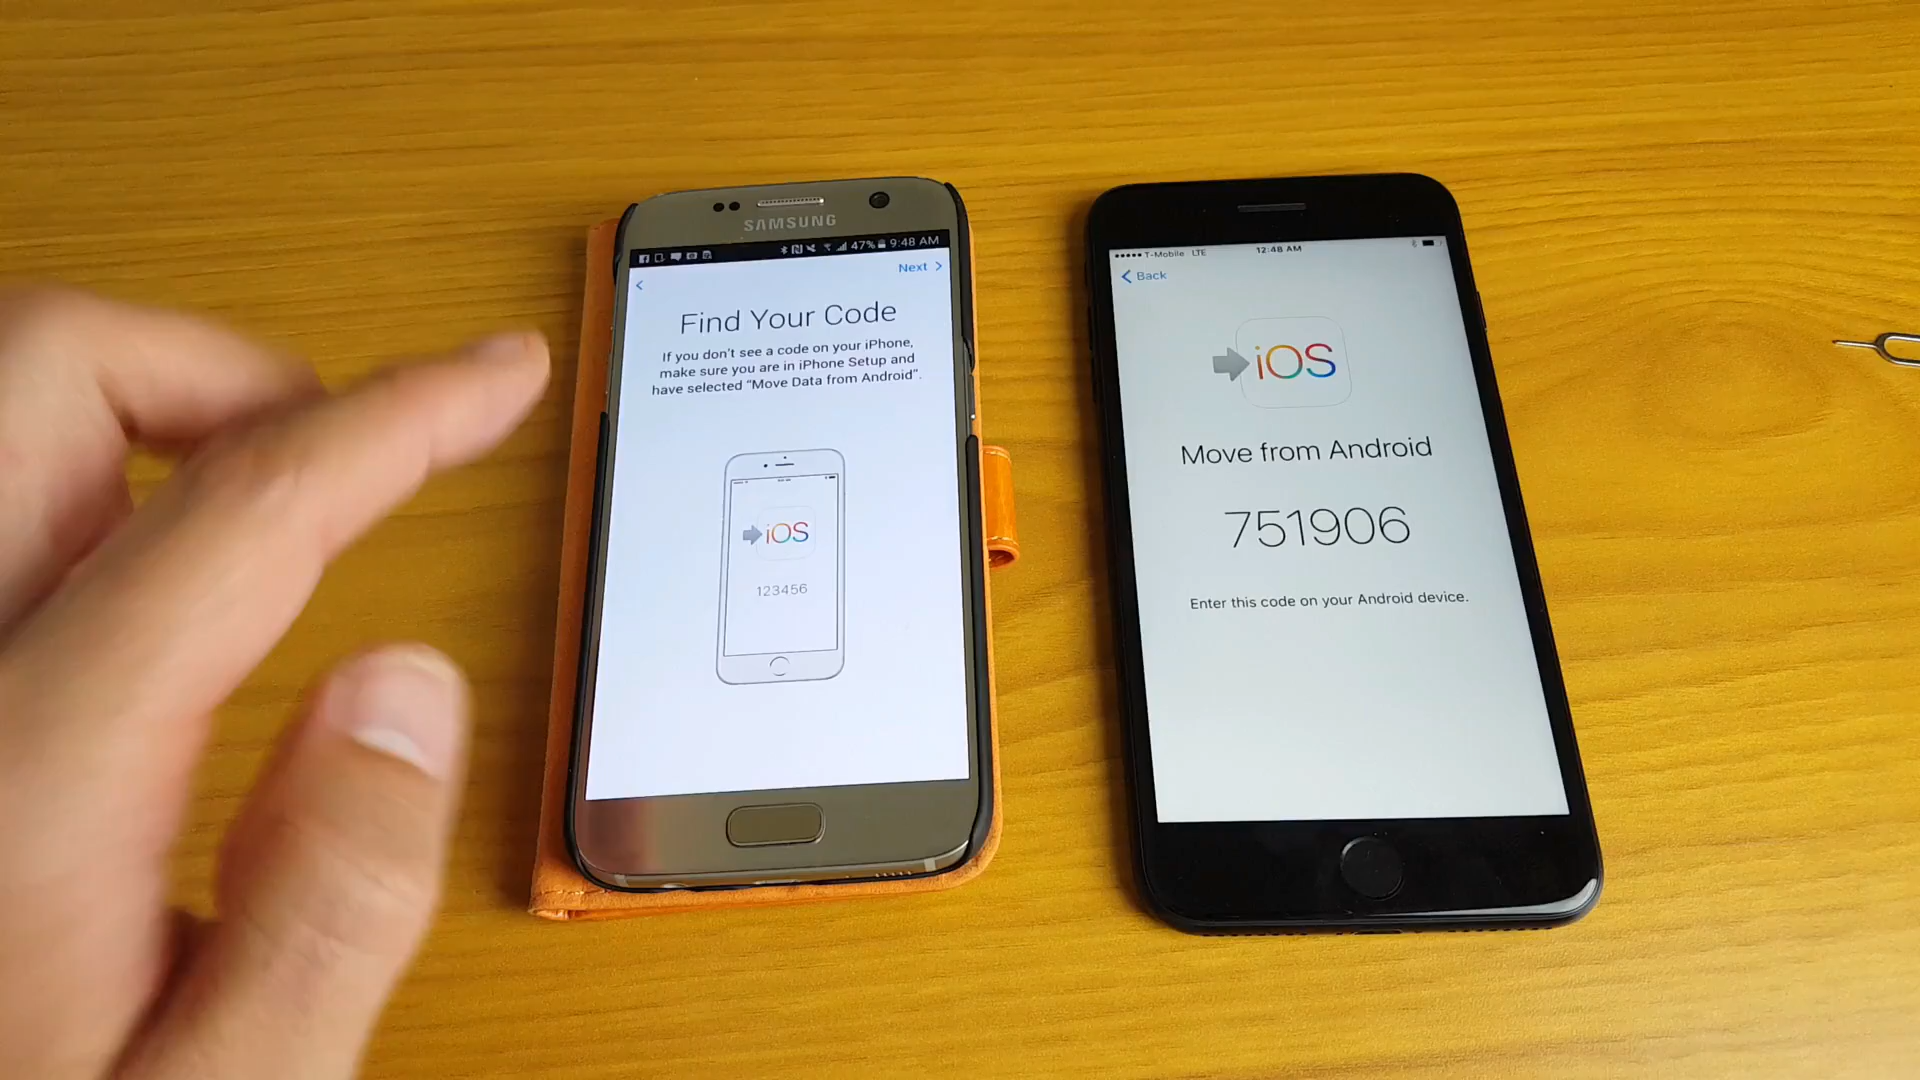 SAMSUNG
47% 9:48 AM
Next >
<
Find Your Code
If you don't see a code on your iPhone,
make sure you are in iPhone Setup and
have selected “Move Data from Android”.
iOS
123456
T-Mobile LTE
12:48 AM
< Back
iOS
Move from Android
751906
Enter this code on your Android device.